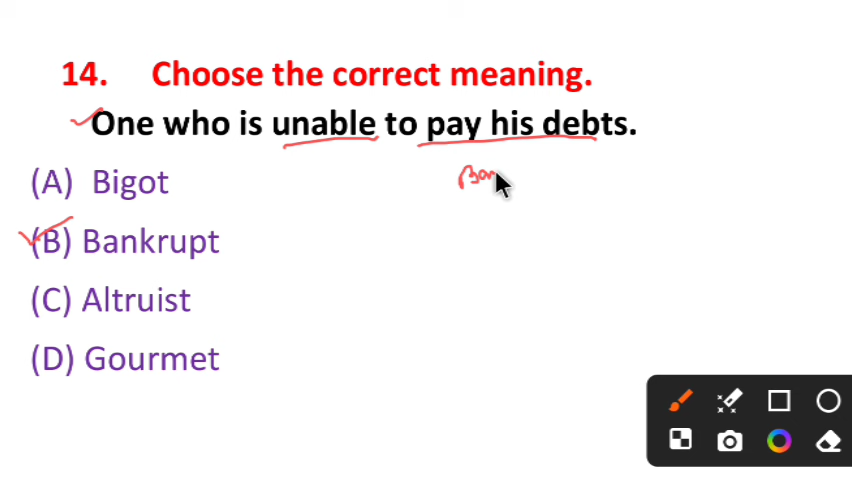 14. Choose the correct meaning.
One who is unable to pay his debts.
(A) Bigot
(B) Bankrupt
(C) Altruist
(D) Gourmet